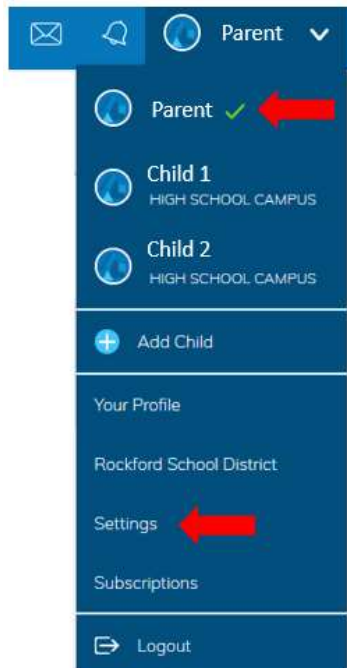 Parent
Parent
Child 1
HIGH SCHOOL CAMPUS
Child 2
HIGH SCHOOL CAMPUS
Add Child
Your Profile
Rockford School District
Settings
Subscriptions
Logout